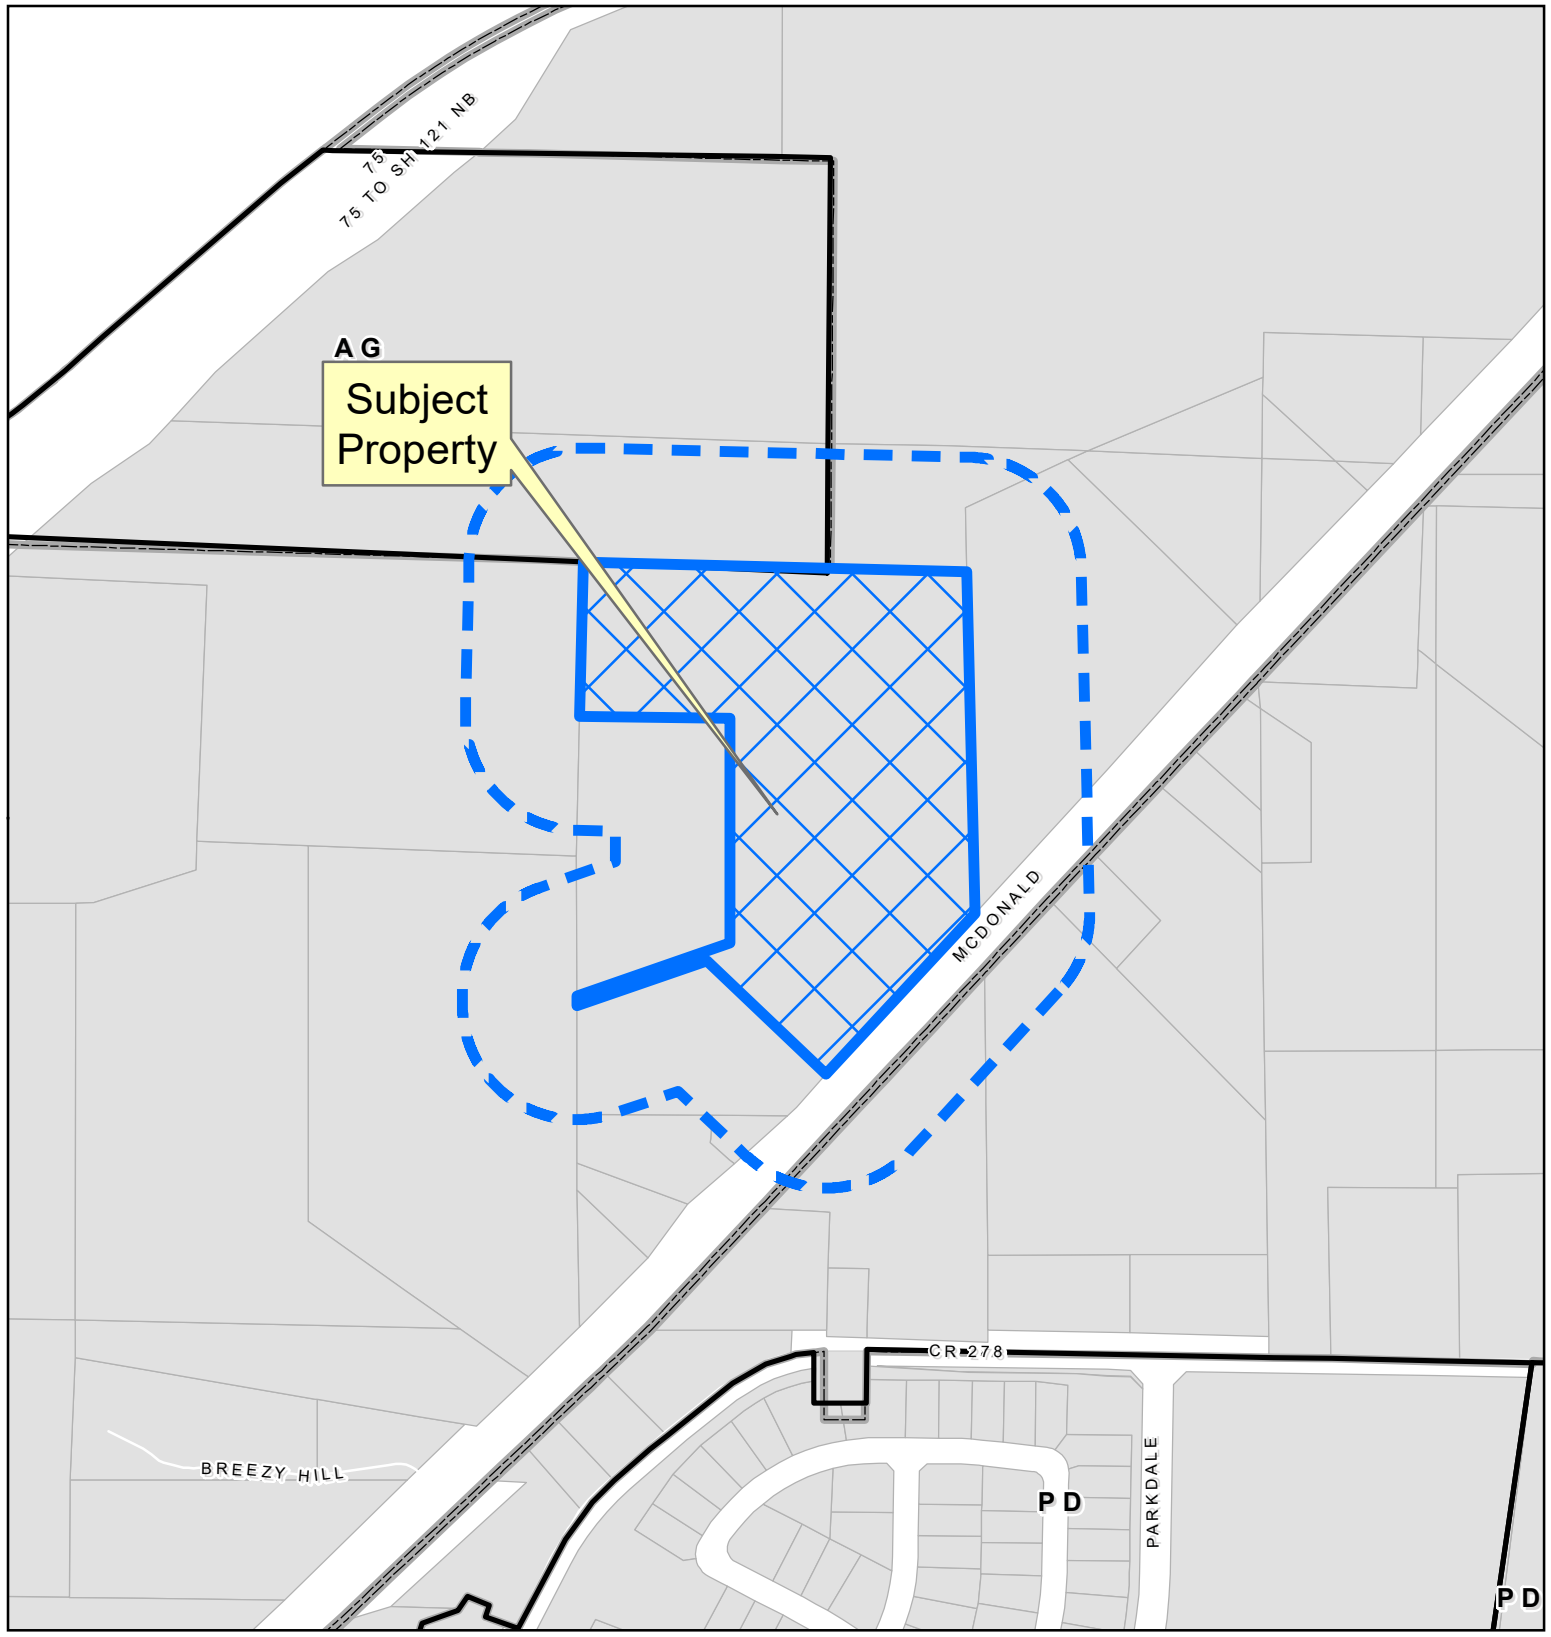 75
75 TO SH 121 NB
AG
Subject
Property
MCDONALD
CR 278
BREEZY HILL
PARKDALE
PD
PD